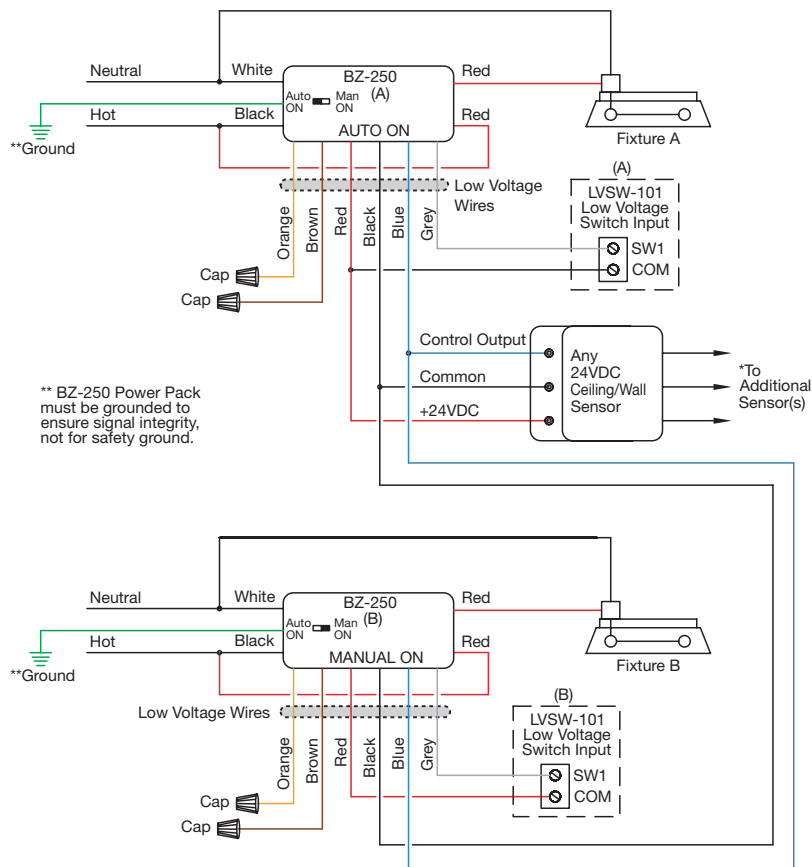 Neutral
White
BZ-250
(A)
Red
Auto
ON
Man
ON
Hot
Black
Red
AUTO ON
**Ground
Fixture A
Orange
Brown
Red
Black
Blue
Grey
Low Voltage
Wires
(A)
LVSW-101
Low Voltage
Switch Input
SW1
COM
Cap
Cap
Control Output
Common
+24VDC
Any
24VDC
Ceiling/Wall
Sensor
*To
Additional
Sensor(s)
** BZ-250 Power Pack
must be grounded to
ensure signal integrity,
not for safety ground.
Neutral
White
BZ-250
(B)
Red
Auto
ON
Man
ON
Hot
Black
Red
MANUAL ON
**Ground
Fixture B
Low Voltage Wires
Orange
Brown
Red
Black
Blue
Grey
(B)
LVSW-101
Low Voltage
Switch Input
SW1
COM
Cap
Cap